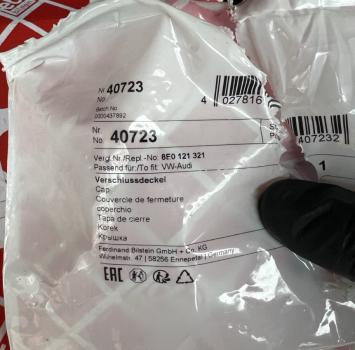 Nr. 40723
No
Batch No
0000437892
4 027816
Nr.
No 40723
407232
Vergl.Nr./Repl.-No: 8E0 121 321
Passend für:/To fit: VW-Audi
1
Verschlussdeckel
Cap
Couvercle de fermeture
coperchio
Tapa de cierre
Korek
Крышка
Ferdinand Bilstein GmbH + Co. KG
Wilhelmstr. 47 | 58256 Ennepetal | Germany
EAC